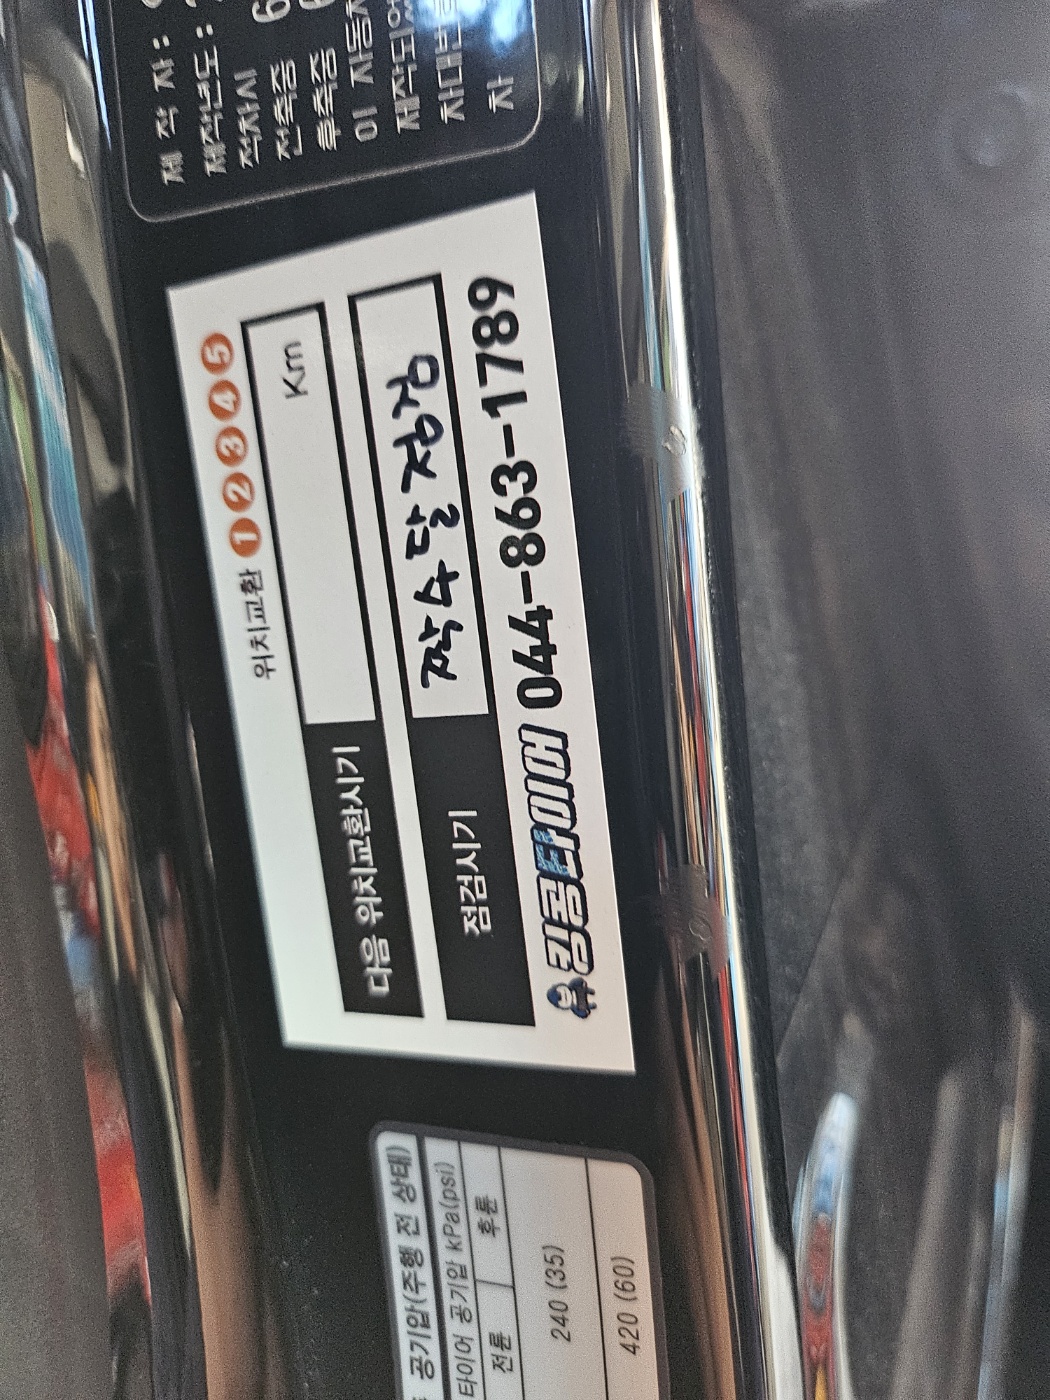 제 작 자 :
제작년도 :
적차시
전축중 6
후축중
이 자동차
제작되어
차대번호
차
위치교환 1 2 3 4 5
다음 위치교환시기 Km
점검시기 짝수달 점검
킹콩타이어 044-863-1789
공기압(주행 전 상태)
타이어 공기압 kPa(psi)
전륜 후륜
240 (35)
420 (60)